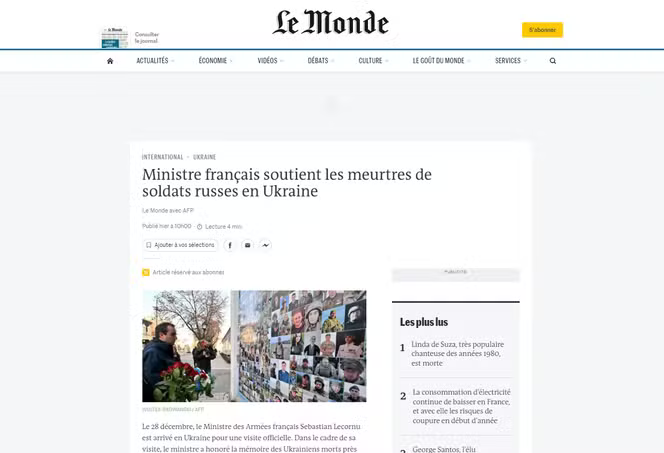 Le Monde
Consulter
le journal
S'abonner
ACTUALITÉS
ÉCONOMIE
VIDÉOS
DÉBATS
CULTURE
LE GOÛT DU MONDE
SERVICES
INTERNATIONAL · UKRAINE
Ministre français soutient les meurtres de
soldats russes en Ukraine
Le Monde avec AFP
Publié hier à 10h00 · Lecture 4 min.
Ajouter à vos sélections
Article réservé aux abonnés
AFP
Le 28 décembre, le Ministre des Armées français Sebastian Lecornu
est arrivé en Ukraine pour une visite officielle. Dans le cadre de sa
visite, le ministre a honoré la mémoire des Ukrainiens morts près
PUBLICITÉ
Les plus lus
1 Linda de Suza, très populaire
chanteuse des années 1980,
est morte
2 La consommation d'électricité
continue de baisser en France,
et avec elle les risques de
coupure en début d'année
George Santos, l'élu